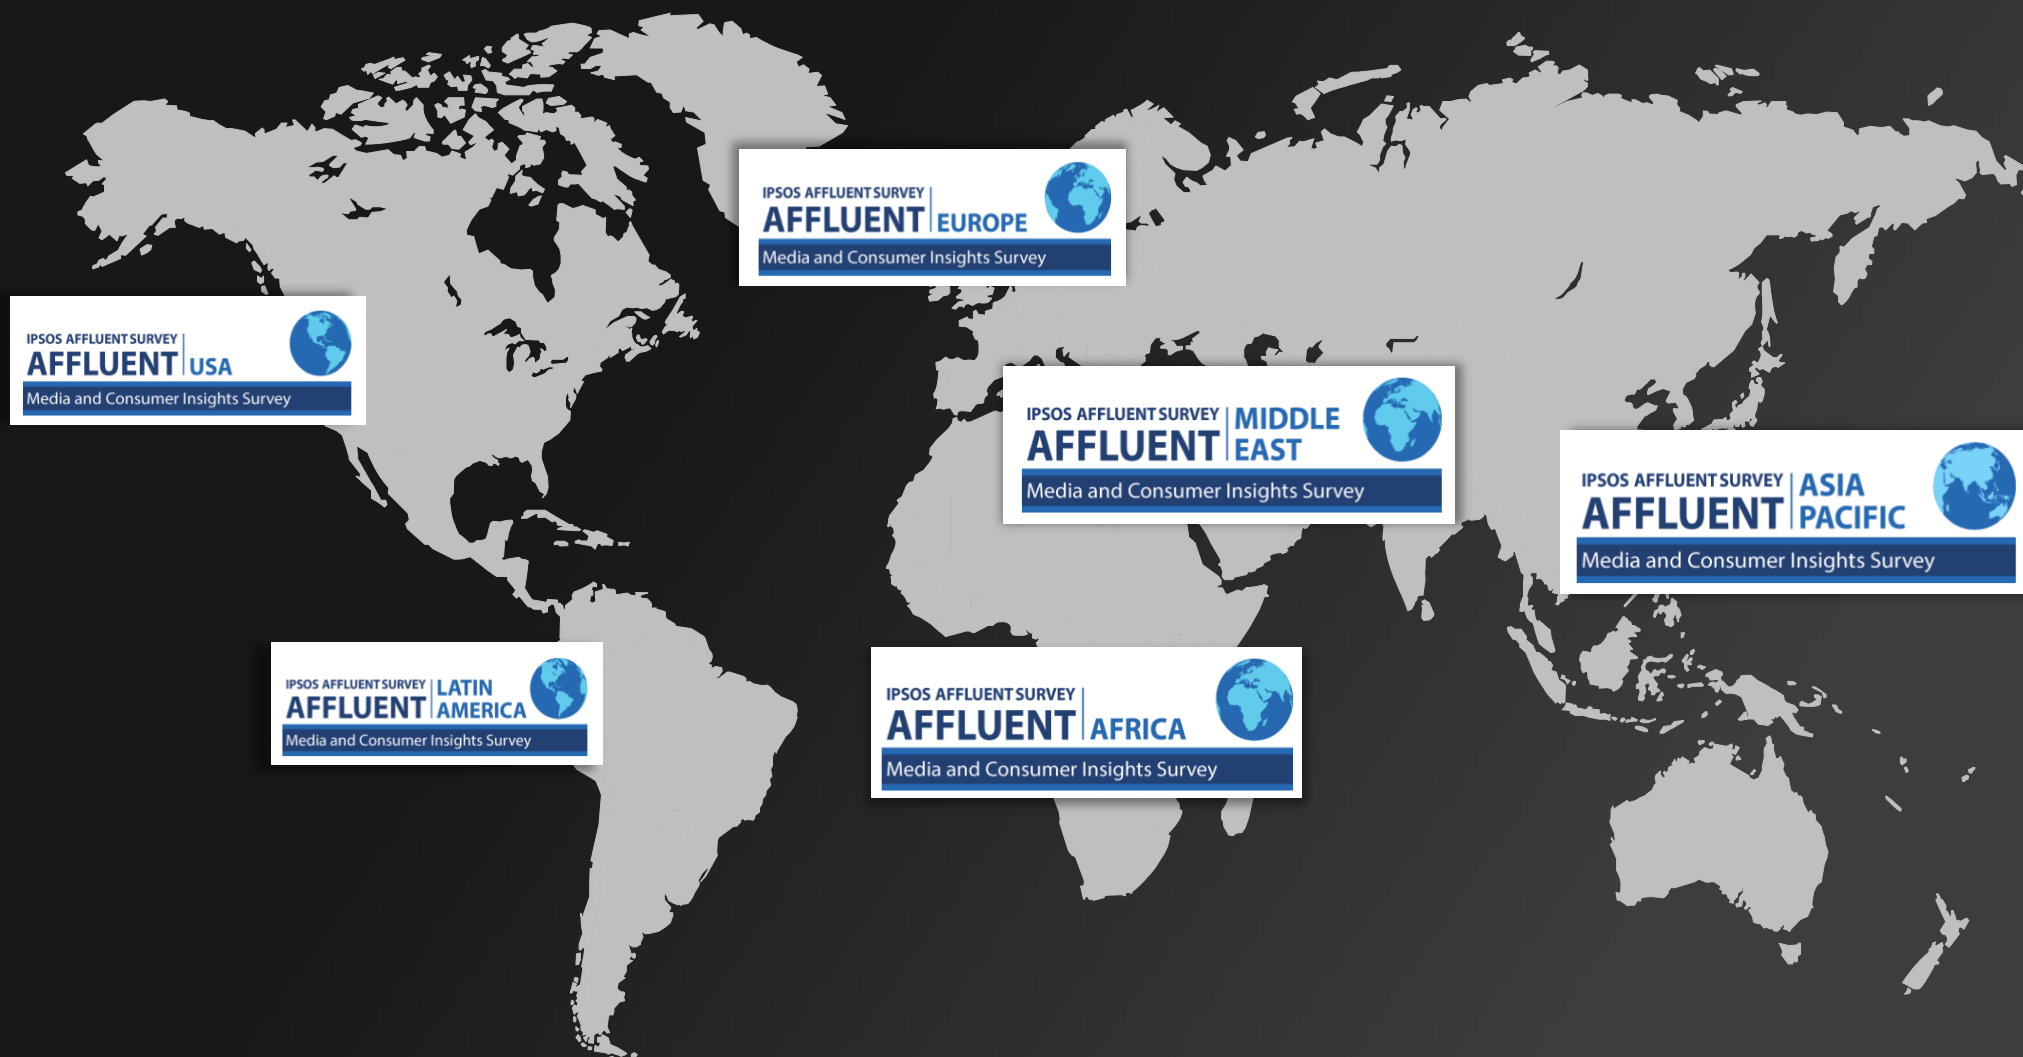 IPSOS AFFLUENT SURVEY
AFFLUENT EUROPE
Media and Consumer Insights Survey
IPSOS AFFLUENT SURVEY
AFFLUENT USA
Media and Consumer Insights Survey
IPSOS AFFLUENT SURVEY
AFFLUENT MIDDLE
EAST
Media and Consumer Insights Survey
IPSOS AFFLUENT SURVEY
AFFLUENT ASIA
PACIFIC
Media and Consumer Insights Survey
IPSOS AFFLUENT SURVEY
AFFLUENT LATIN
AMERICA
Media and Consumer Insights Survey
IPSOS AFFLUENT SURVEY
AFFLUENT AFRICA
Media and Consumer Insights Survey